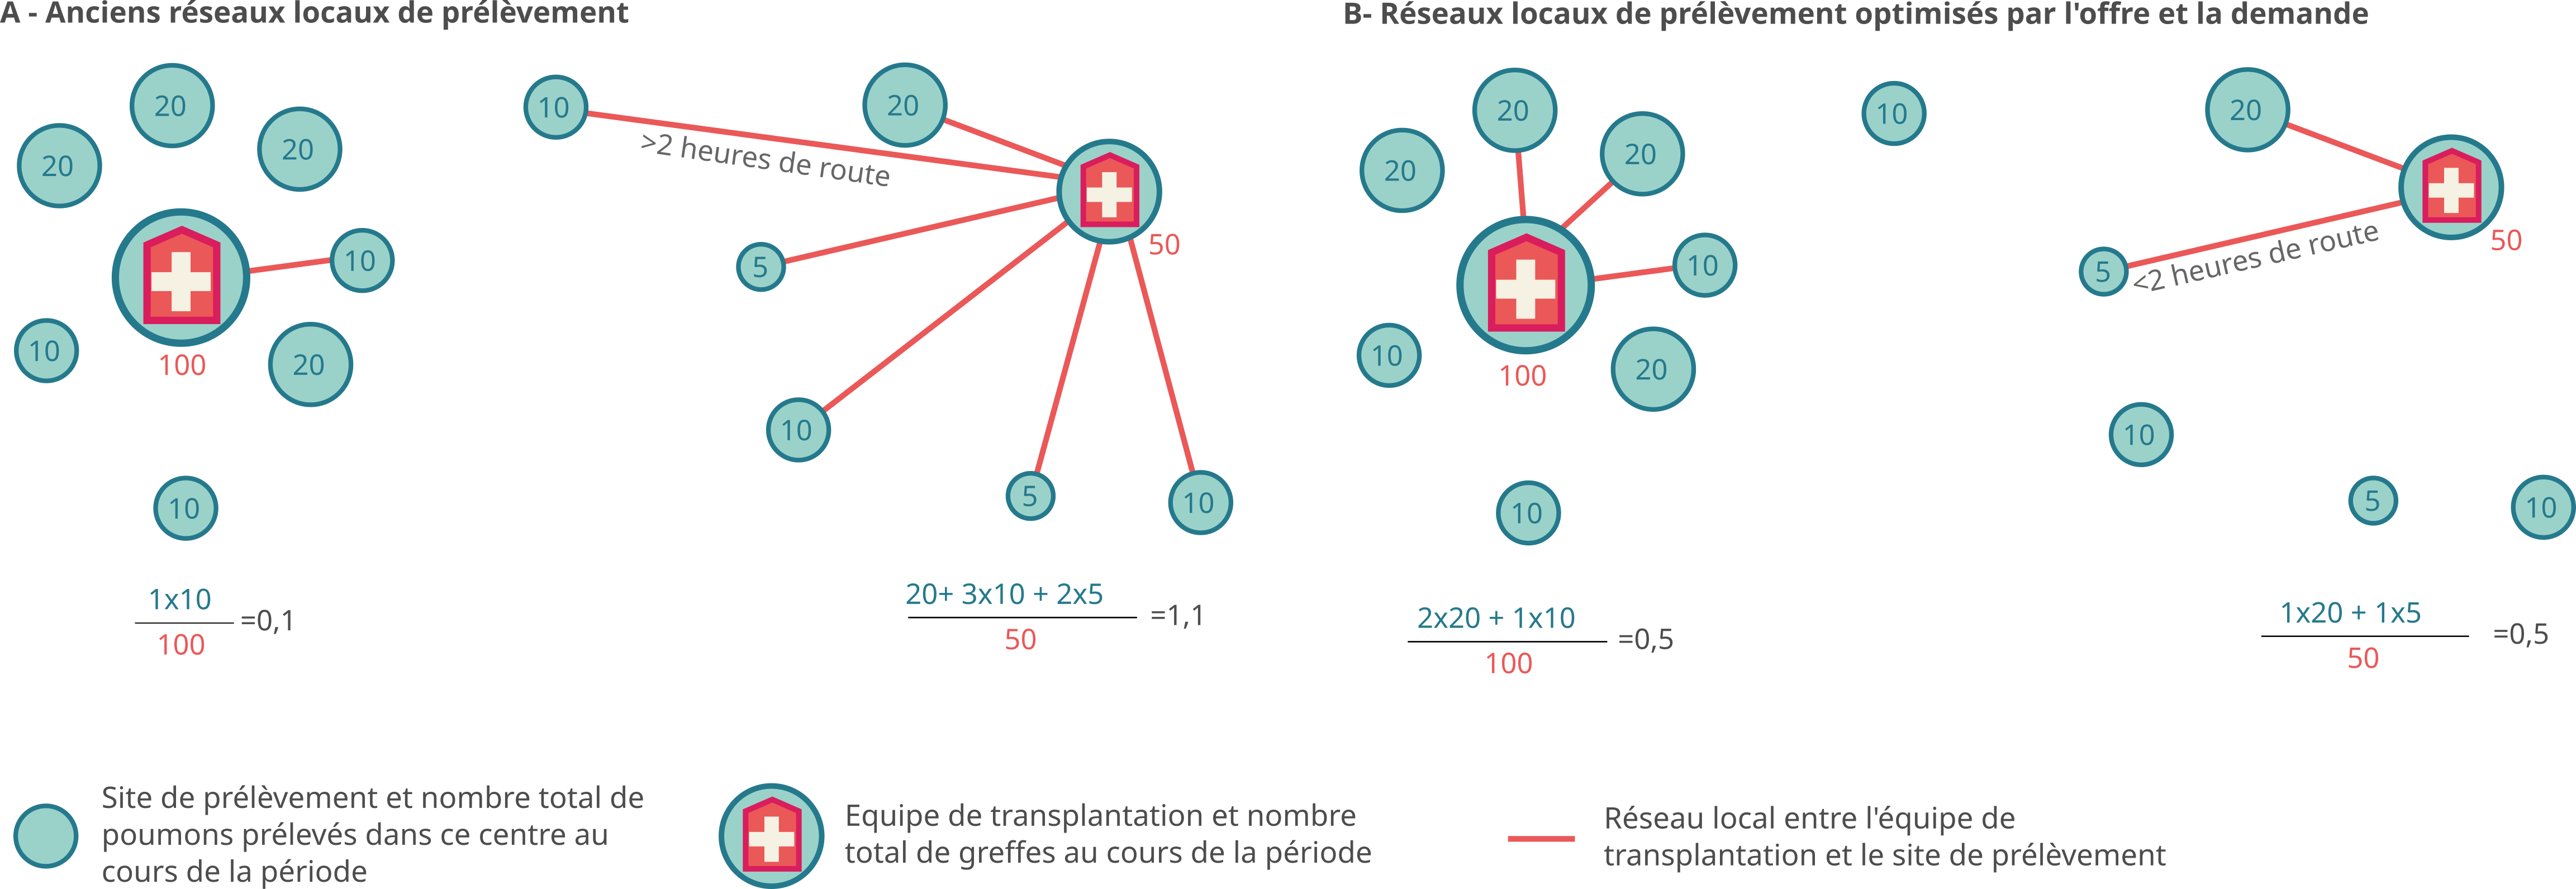 A - Anciens réseaux locaux de prélèvement
20
20
20
10
10
100
20
10
1x10
100
=0,1
10
20
>2 heures de route
50
5
10
5
10
20+ 3x10 + 2x5
50
=1,1
B- Réseaux locaux de prélèvement optimisés par l'offre et la demande
20
20
20
10
10
100
20
10
2x20 + 1x10
100
=0,5
10
20
50
5
<2 heures de route
10
5
10
1x20 + 1x5
50
=0,5
Site de prélèvement et nombre total de
poumons prélevés dans ce centre au
cours de la période
Equipe de transplantation et nombre
total de greffes au cours de la période
Réseau local entre l'équipe de
transplantation et le site de prélèvement